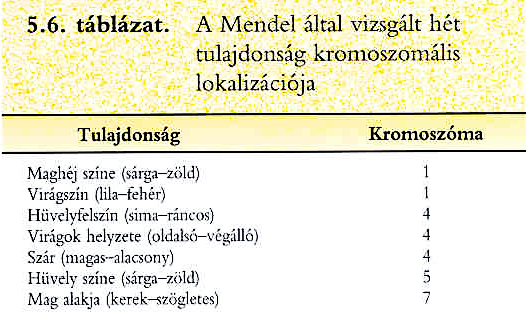 5.6. táblázat. A Mendel által vizsgált hét
tulajdonság kromoszomális
lokalizációja
Tulajdonság Kromoszóma
Maghéj színe (sárga–zöld) 1
Virágszín (lila–fehér) 1
Hüvelyfelszín (sima–ráncos) 4
Virágok helyzete (oldalsó–végálló) 4
Szár (magas–alacsony) 4
Hüvely színe (sárga–zöld) 5
Mag alakja (kerek–szögletes) 7